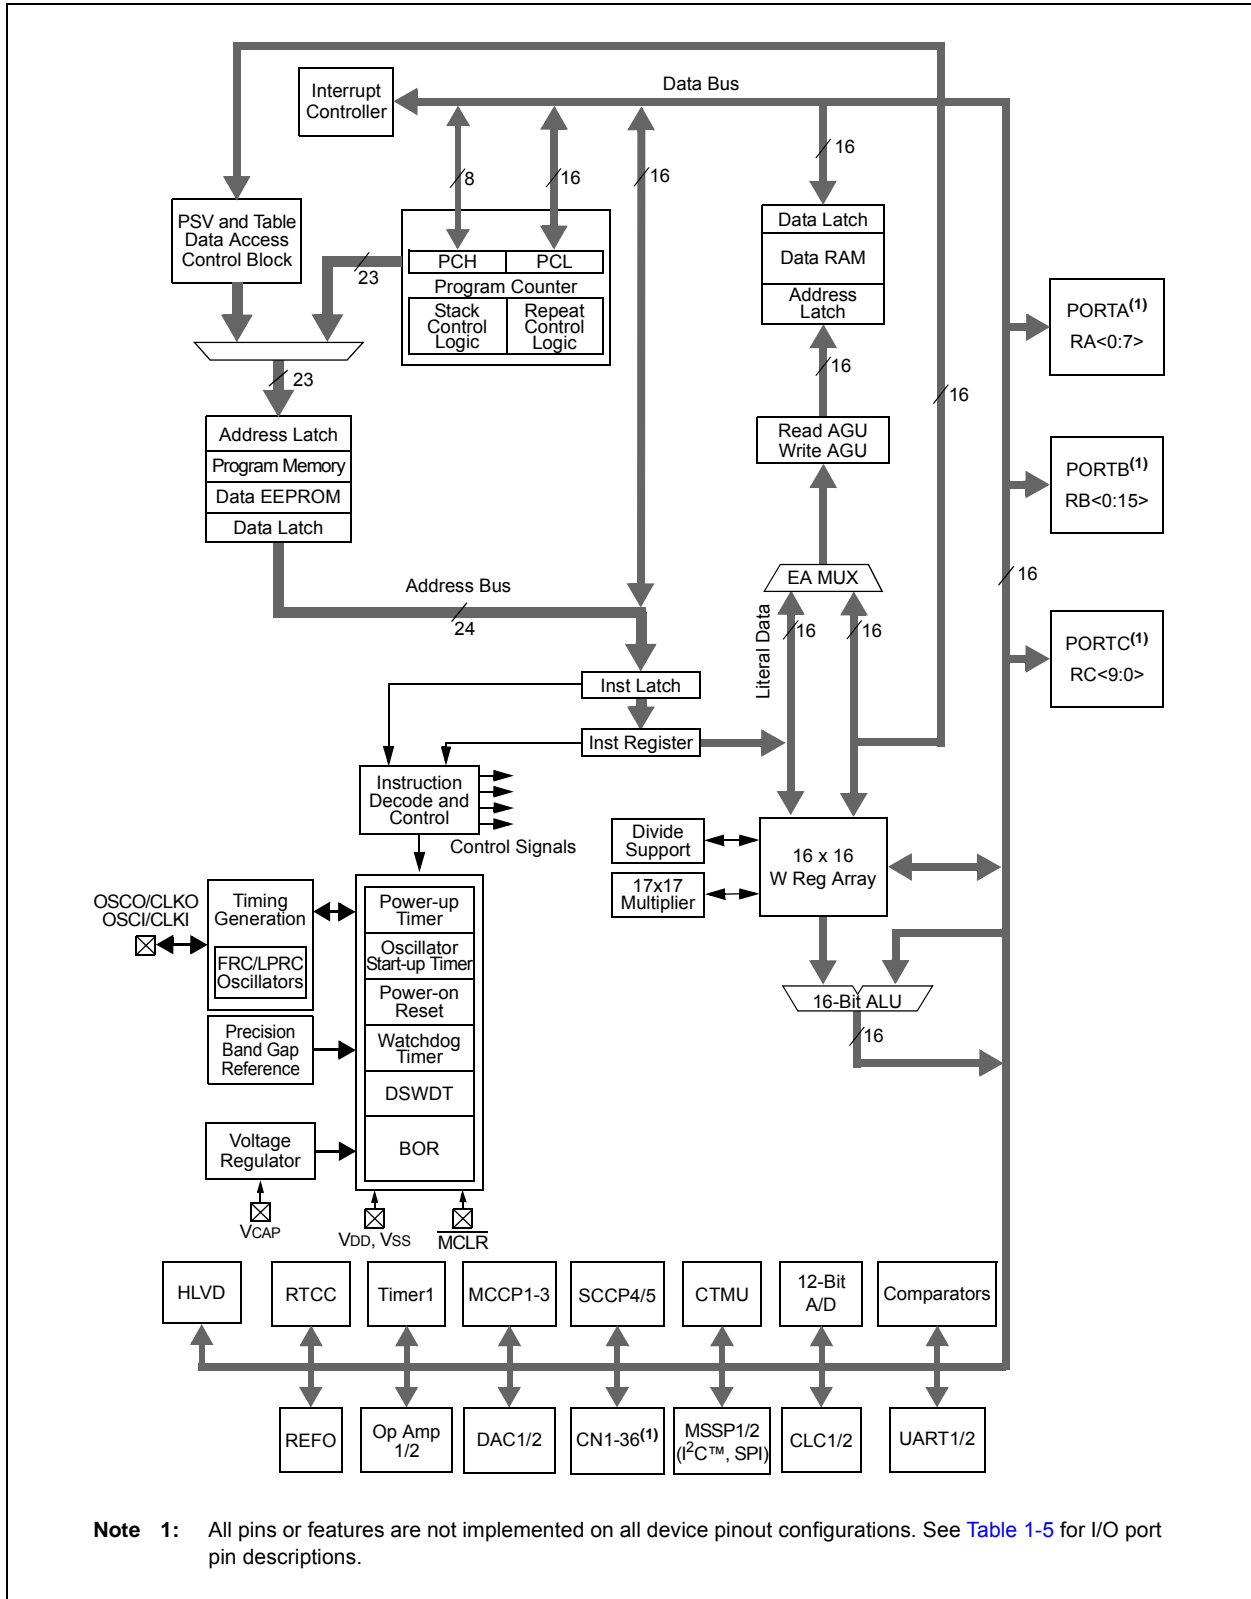 Data Bus
Interrupt
Controller
8
16
16
16
PSV and Table
Data Access
Control Block
23
PCH
PCL
Program Counter
Stack
Control
Logic
Repeat
Control
Logic
Data Latch
Data RAM
Address
Latch
PORTA(1)
RA<0:7>
23
16
16
Address Latch
Program Memory
Data EEPROM
Data Latch
Read AGU
Write AGU
PORTB(1)
RB<0:15>
EA MUX
16
Address Bus
24
Literal Data
16
16
PORTC(1)
RC<9:0>
Inst Latch
Inst Register
Instruction
Decode and
Control
Control Signals
Divide
Support
17x17
Multiplier
16 x 16
W Reg Array
OSCO/CLKO
OSCI/CLKI
Timing
Generation
FRC/LPRC
Oscillators
Power-up
Timer
Oscillator
Start-up Timer
Power-on
Reset
Watchdog
Timer
DSWDT
BOR
16-Bit ALU
16
Precision
Band Gap
Reference
Voltage
Regulator
VCAP
VDD, VSS
MCLR
HLVD
RTCC
Timer1
MCCP1-3
SCCP4/5
CTMU
12-Bit
A/D
Comparators
REFO
Op Amp
1/2
DAC1/2
CN1-36(1)
MSSP1/2
(I2C™, SPI)
CLC1/2
UART1/2
Note 1: All pins or features are not implemented on all device pinout configurations. See Table 1-5 for I/O port
pin descriptions.